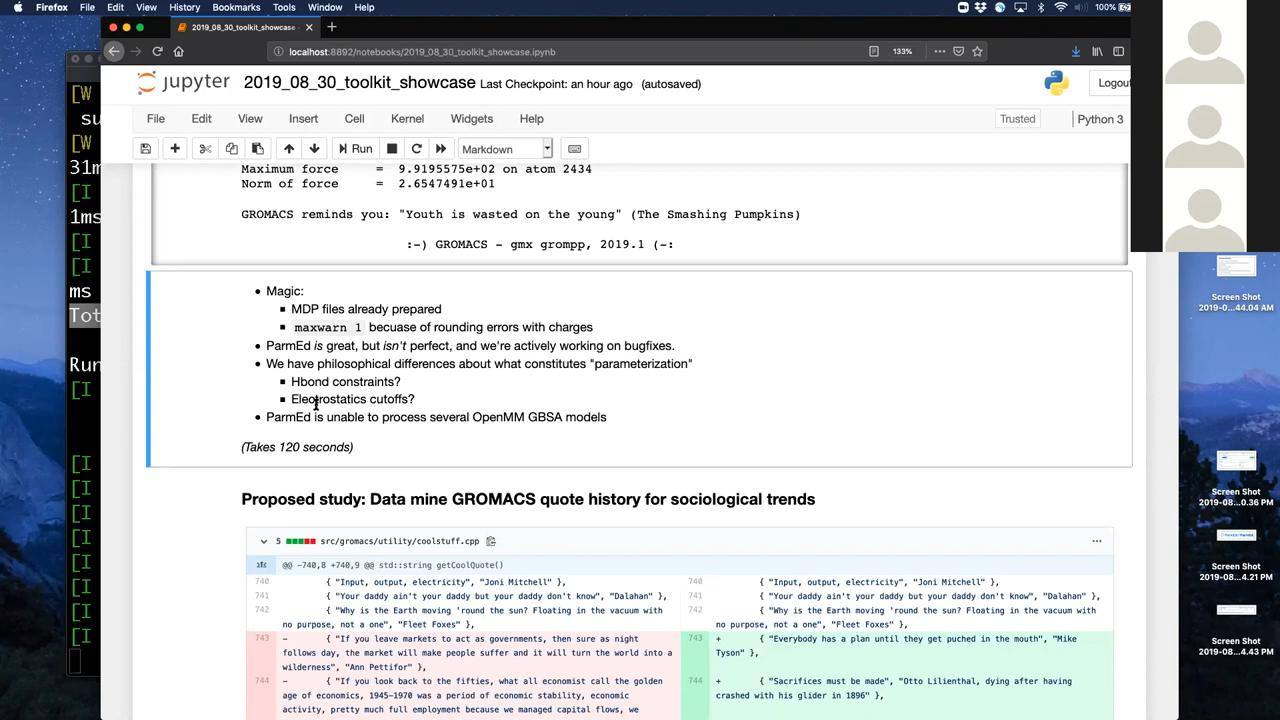 Firefox File Edit View History Bookmarks Tools Window Help 100%
2019_08_30_toolkit_showcase -
localhost:8892/notebooks/2019_08_30_toolkit_showcase.ipynb 133%
jupyter 2019_08_30_toolkit_showcase Last Checkpoint: an hour ago (autosaved) Logout
File Edit View Insert Cell Kernel Widgets Help Trusted Python 3
Run Markdown
[W
su
[W
31m
[I
1ms
[I
[I
ms
Tot
Run
[I
[I
[I
[I
[I
[I
[I
[I
[I
Maximum force = 9.9195575e+02 on atom 2434
Norm of force = 2.6547491e+01
GROMACS reminds you: "Youth is wasted on the young" (The Smashing Pumpkins)
:-) GROMACS - gmx grompp, 2019.1 (-:
Magic:
MDP files already prepared
maxwarn 1 becuase of rounding errors with charges
ParmEd is great, but isn't perfect, and we're actively working on bugfixes.
We have philosophical differences about what constitutes "parameterization"
Hbond constraints?
Electrostatics cutoffs?
ParmEd is unable to process several OpenMM GBSA models
(Takes 120 seconds)
Proposed study: Data mine GROMACS quote history for sociological trends
5 src/gromacs/utility/coolstuff.cpp
@@ -740,8 +740,9 @@ std::string getCoolQuote()
740 { "Input, output, electricity", "Joni Mitchell" },
741 { "Your daddy ain't your daddy but your daddy don't know", "Dalahan" },
742 { "Why is the Earth moving 'round the sun? Floating in the vacuum with
no purpose, not a one", "Fleet Foxes" },
743 - { "If you leave markets to act as governments, then sure as night
follows day, the market will make people suffer and it will turn the world into a
wilderness", "Ann Pettifor" },
744 - { "If you look back to the fifties, what all economist call the golden
age of economics, 1945-1970 was a period of economic stability, economic
activity, pretty much full employment because we managed capital flows, we
740 { "Input, output, electricity", "Joni Mitchell" },
741 { "Your daddy ain't your daddy but your daddy don't know", "Dalahan" },
742 { "Why is the Earth moving 'round the sun? Floating in the vacuum with
no purpose, not a one", "Fleet Foxes" },
743 + { "Everybody has a plan until they get puched in the mouth", "Mike
Tyson" },
744 + { "Sacrifices must be made", "Otto Lilienthal, dying after having
crashed with his glider in 1896" },
Screen Shot
2019-0...44.04 AM
Screen Shot
2019-08...0.36 PM
Screen Shot
2019-08...4.21 PM
Screen Shot
2019-08...4.43 PM